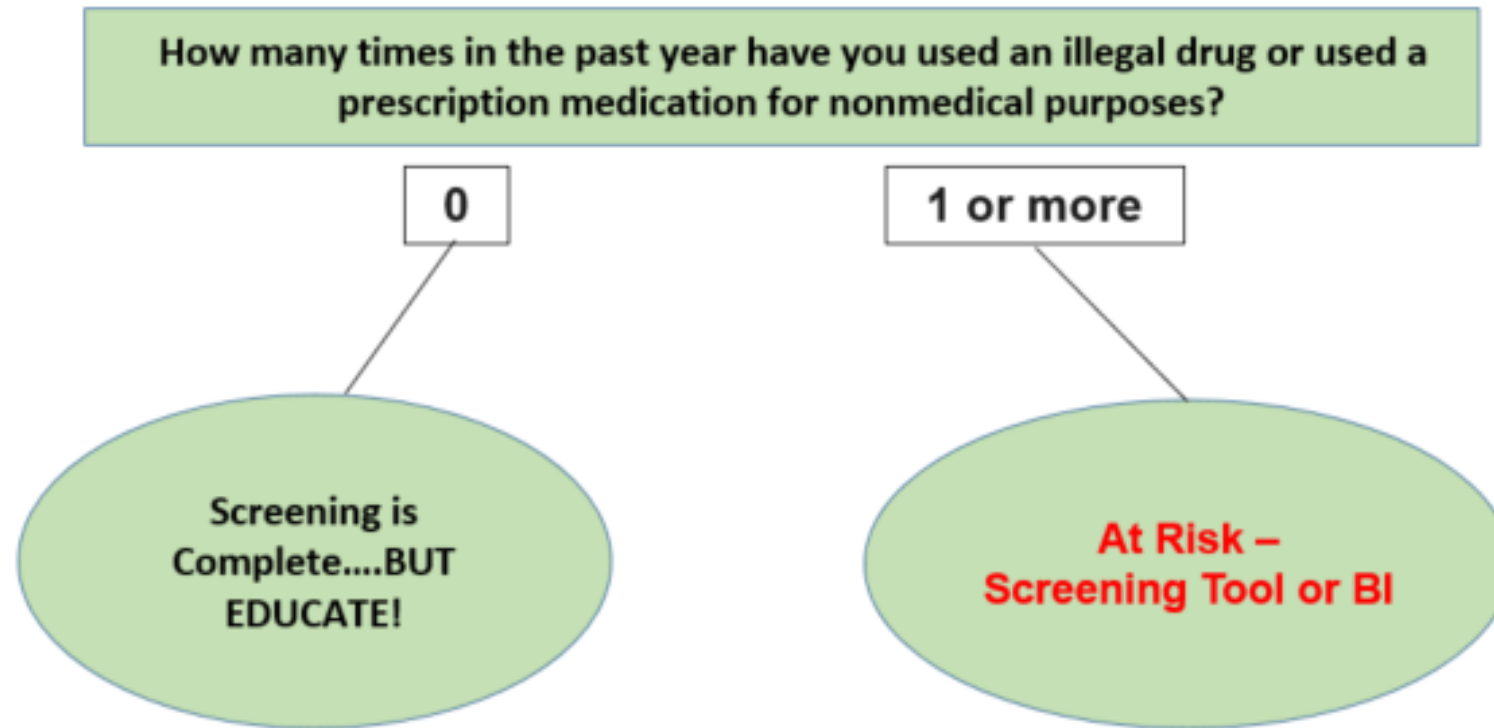 How many times in the past year have you used an illegal drug or used a
prescription medication for nonmedical purposes?
0
1 or more
Screening is
Complete....BUT
EDUCATE!
At Risk –
Screening Tool or BI